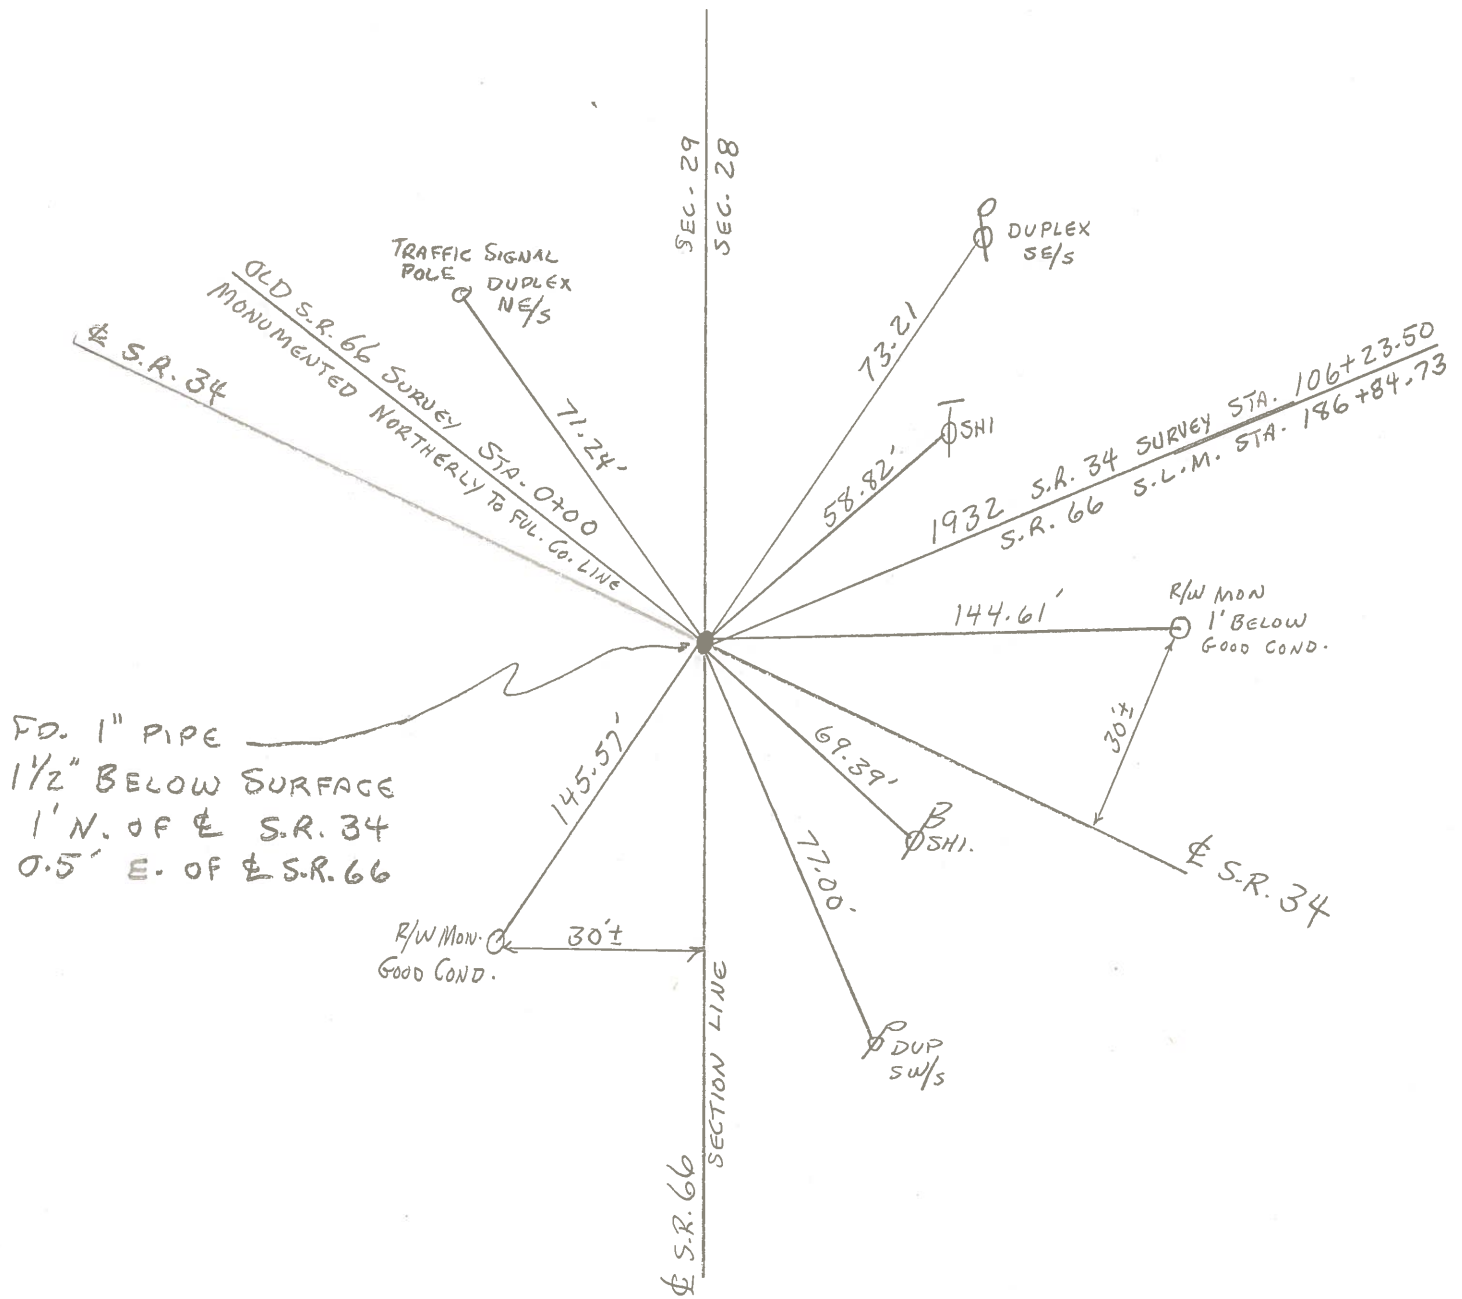 SEC. 29
SEC. 28
DUPLEX
SE/S
TRAFFIC SIGNAL
POLE DUPLEX
NE/S
OLD S.R. 66 SURVEY STA. 0+00
MONUMENTED NORTHERLY TO FUL. CO. LINE
℄ S.R. 34
71.24'
73.21
SHI
58.82'
1932 S.R. 34 SURVEY STA. 106+23.50
S.R. 66 S.L.M. STA. 186+84.73
144.61'
R/W MON
1' BELOW
GOOD COND.
30'±
FD. 1" PIPE
1½" BELOW SURFACE
1' N. OF ℄ S.R. 34
0.5' E. OF ℄ S.R. 66
145.57'
69.39'
SHI.
77.00'
℄ S.R. 34
R/W MON.
GOOD COND.
30'±
DUP
SW/S
SECTION LINE
℄ S.R. 66